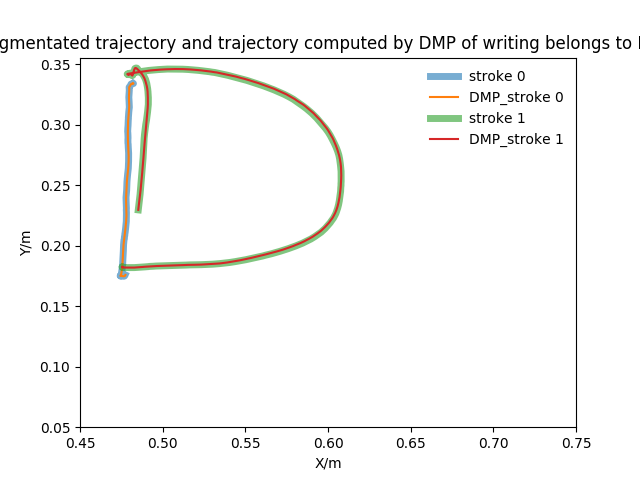 gmentated trajectory and trajectory computed by DMP of writing belongs to
stroke 0
DMP_stroke 0
stroke 1
DMP_stroke 1
0.35
0.30
0.25
0.20
0.15
0.10
0.05
Y/m
0.45 0.50 0.55 0.60 0.65 0.70 0.75
X/m